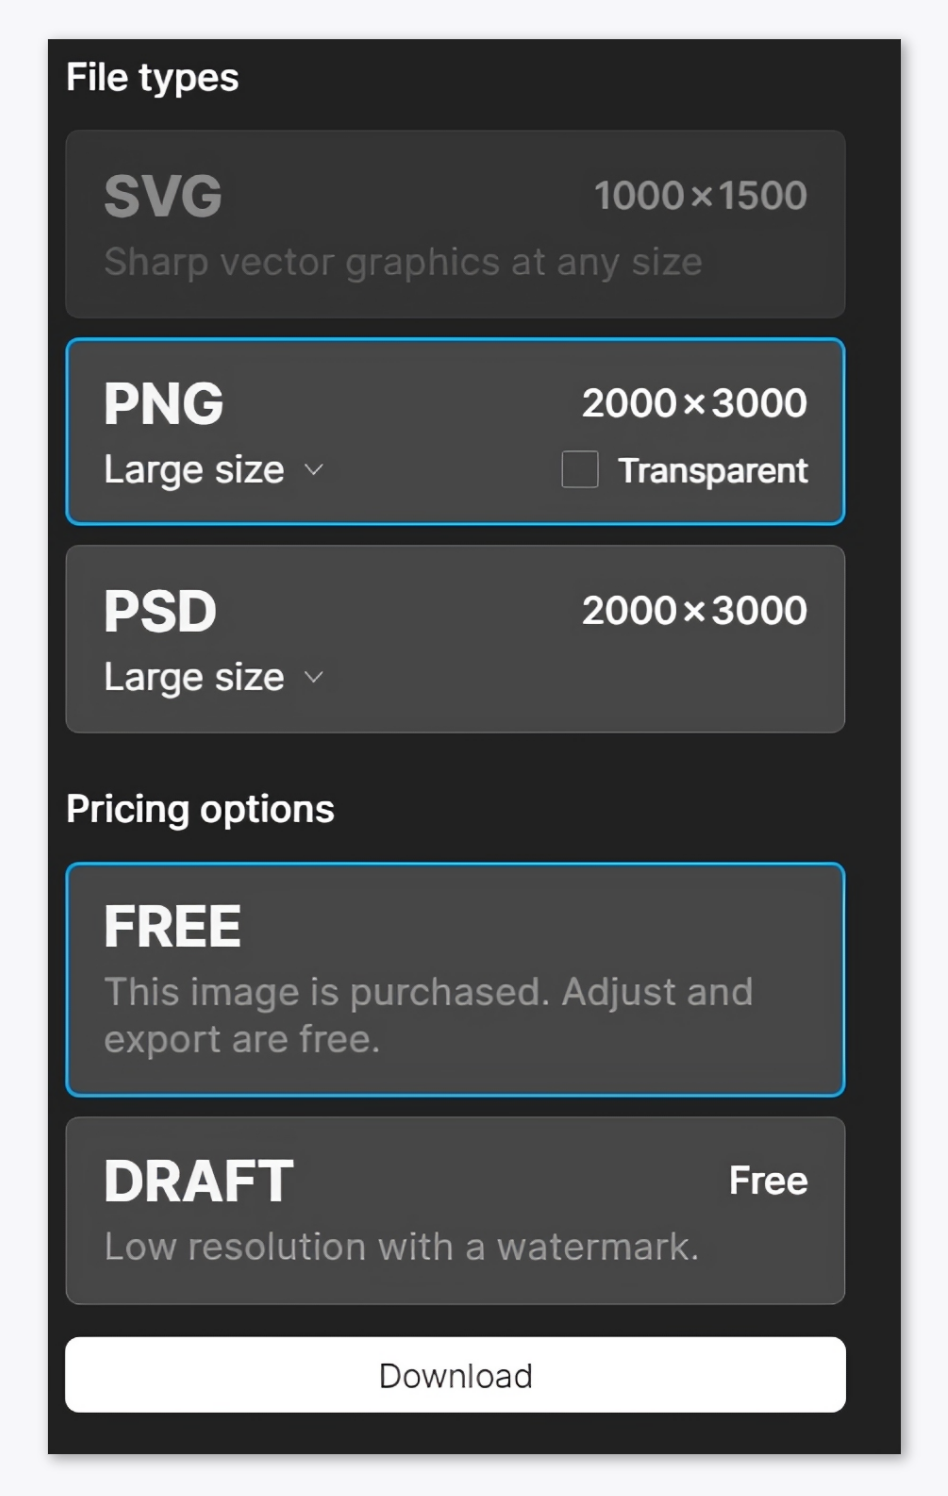 File types
SVG 1000×1500
Sharp vector graphics at any size
PNG 2000×3000
Large size Transparent
PSD 2000×3000
Large size
Pricing options
FREE
This image is purchased. Adjust and
export are free.
DRAFT Free
Low resolution with a watermark.
Download